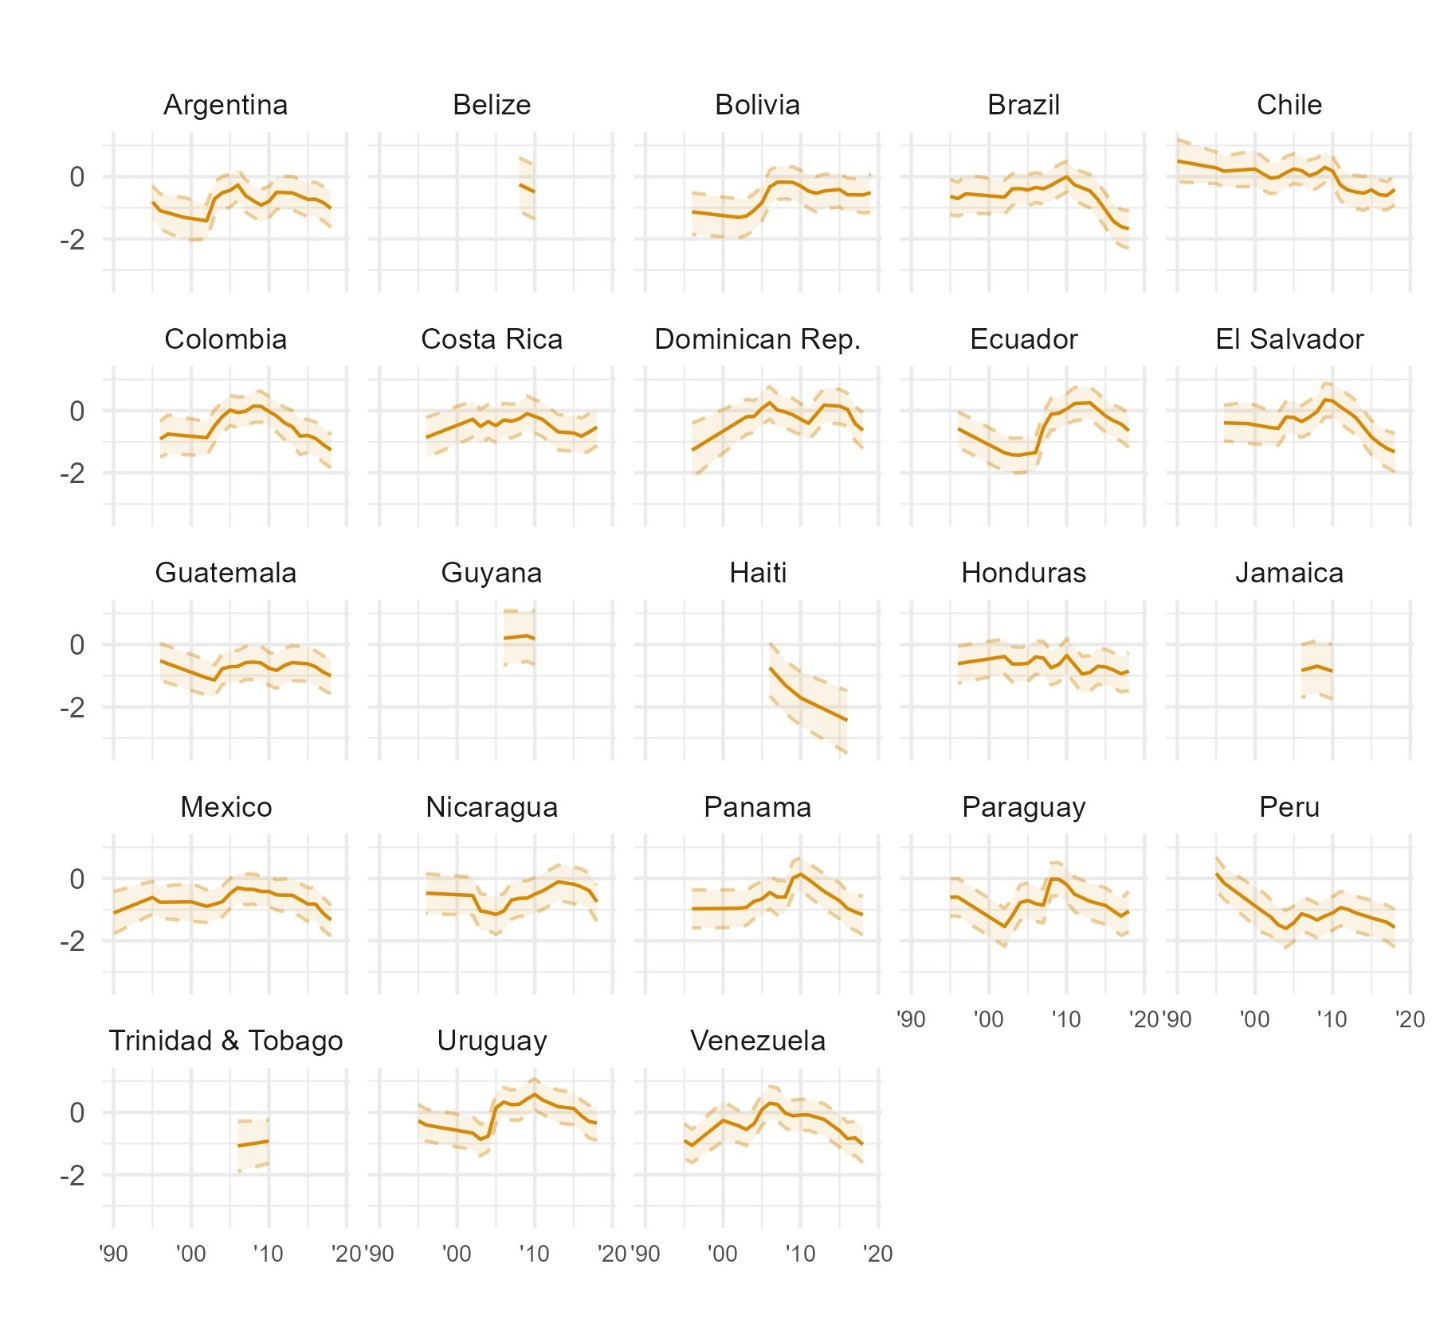 Argentina Belize Bolivia Brazil Chile
0
-2
Colombia Costa Rica Dominican Rep. Ecuador El Salvador
0
-2
Guatemala Guyana Haiti Honduras Jamaica
0
-2
Mexico Nicaragua Panama Paraguay Peru
0
-2
'90 '00 '10 '20 '90 '00 '10 '20
Trinidad & Tobago Uruguay Venezuela
0
-2
'90 '00 '10 '20 '90 '00 '10 '20 '90 '00 '10 '20